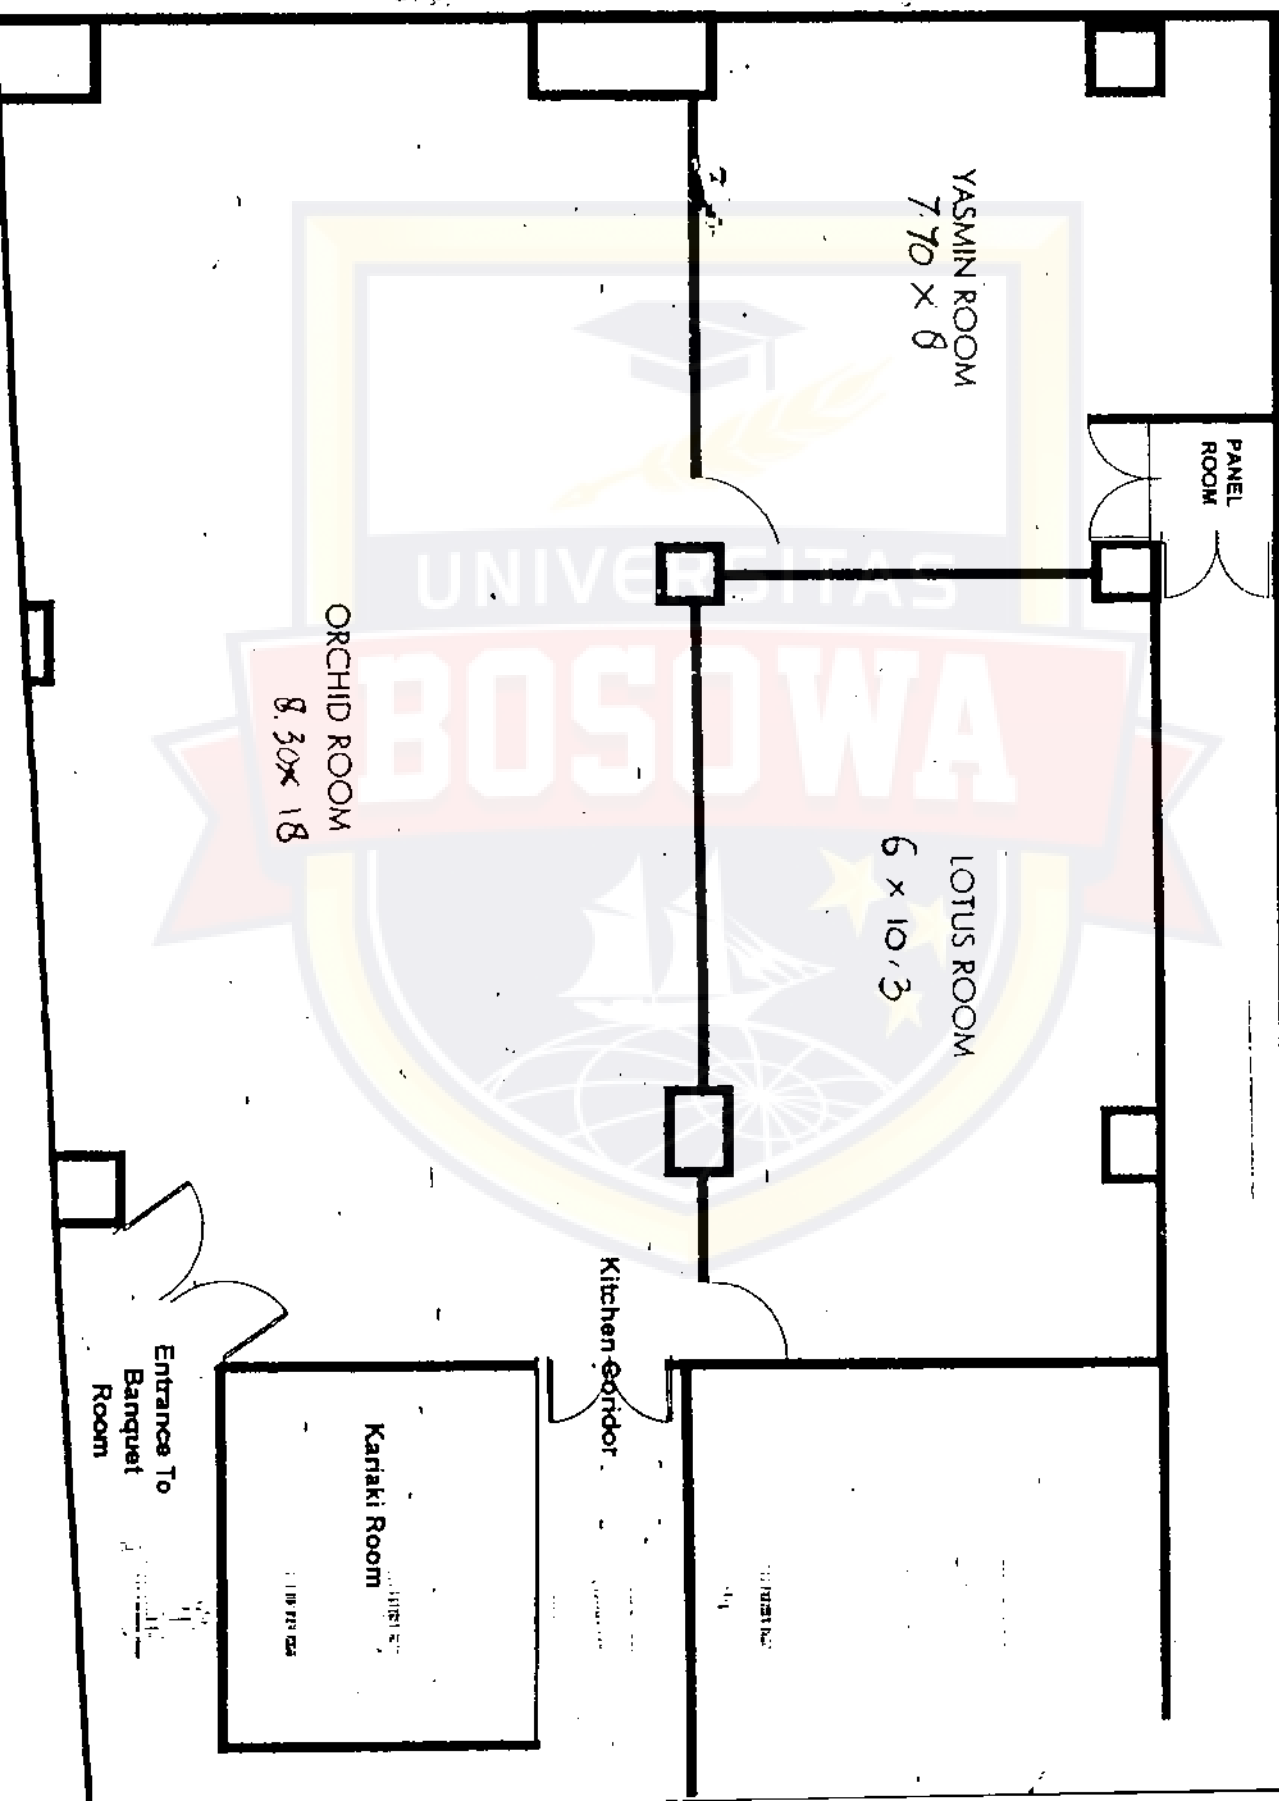 YASMIN ROOM
7.70 x 8
PANEL
ROOM
ORCHID ROOM
8.30 x 18
LOTUS ROOM
6 x 10,3
Kitchen Coridor
Entrance To
Banquet
Room
Kariaki Room
UNIVERSITAS
BOSOWA